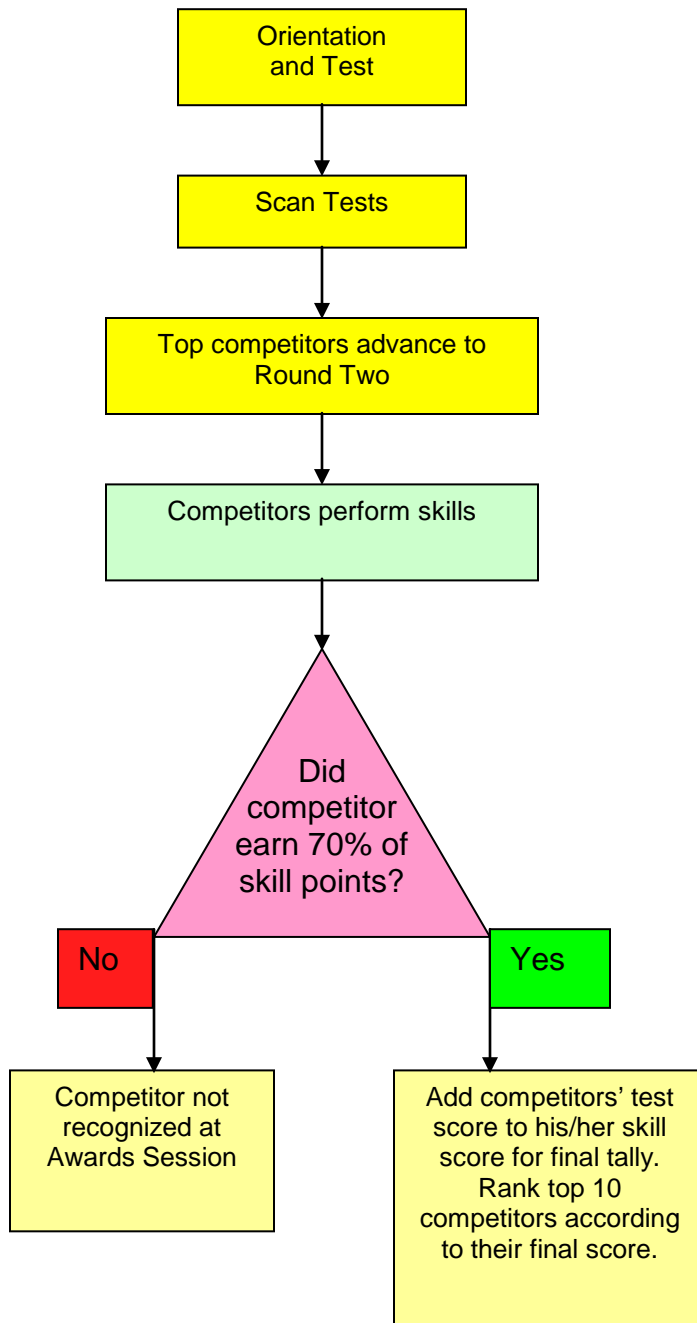 Orientation
and Test
Scan Tests
Top competitors advance to
Round Two
Competitors perform skills
Did
competitor
earn 70% of
skill points?
No
Yes
Competitor not
recognized at
Awards Session
Add competitors’ test
score to his/her skill
score for final tally.
Rank top 10
competitors according
to their final score.